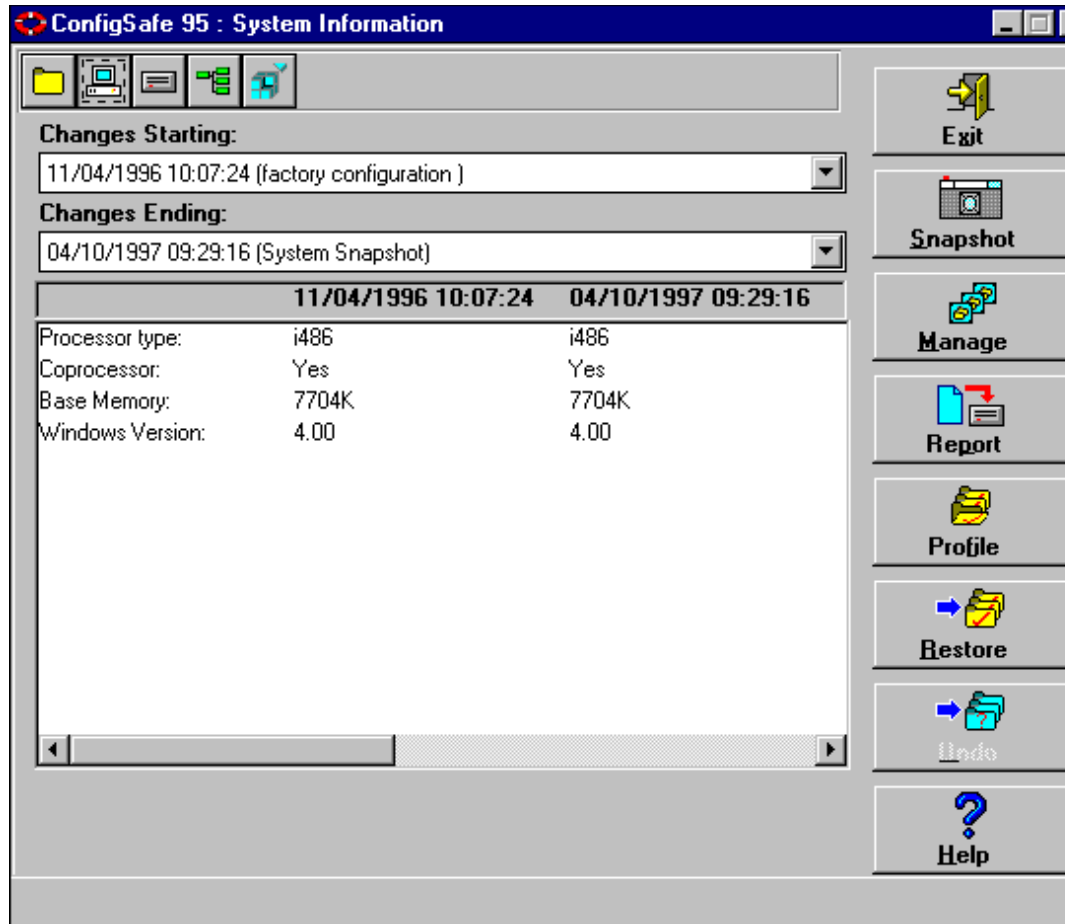 ConfigSafe 95 : System Information
Changes Starting:
11/04/1996 10:07:24 (factory configuration )
Changes Ending:
04/10/1997 09:29:16 (System Snapshot)
11/04/1996 10:07:24 04/10/1997 09:29:16
Processor type: i486 i486
Coprocessor: Yes Yes
Base Memory: 7704K 7704K
Windows Version: 4.00 4.00
Exit
Snapshot
Manage
Report
Profile
Restore
Undo
Help